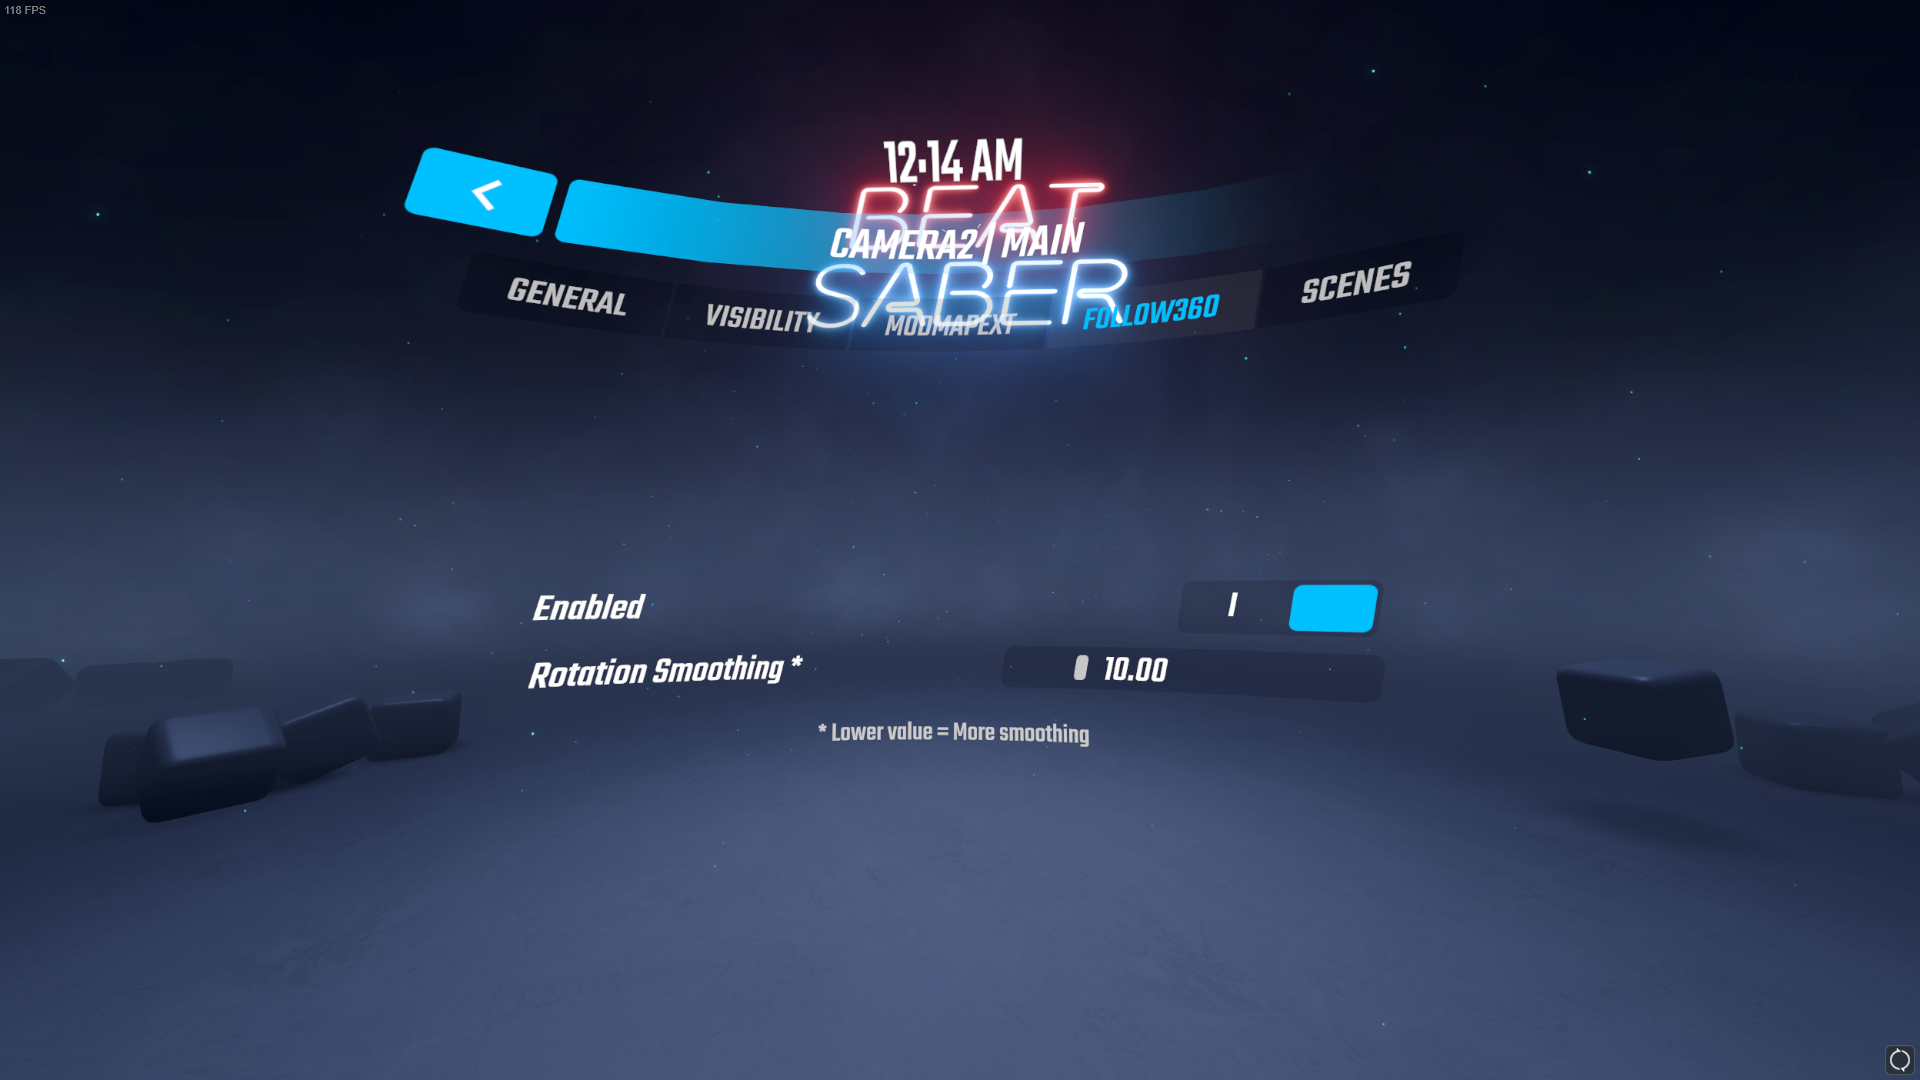 118 FPS
12:14 AM
BEAT
CAMERA2 | MAIN
SABER
GENERAL
VISIBILITY
MODMAPEXT
FOLLOW360
SCENES
Enabled
I
Rotation Smoothing *
10.00
* Lower value = More smoothing